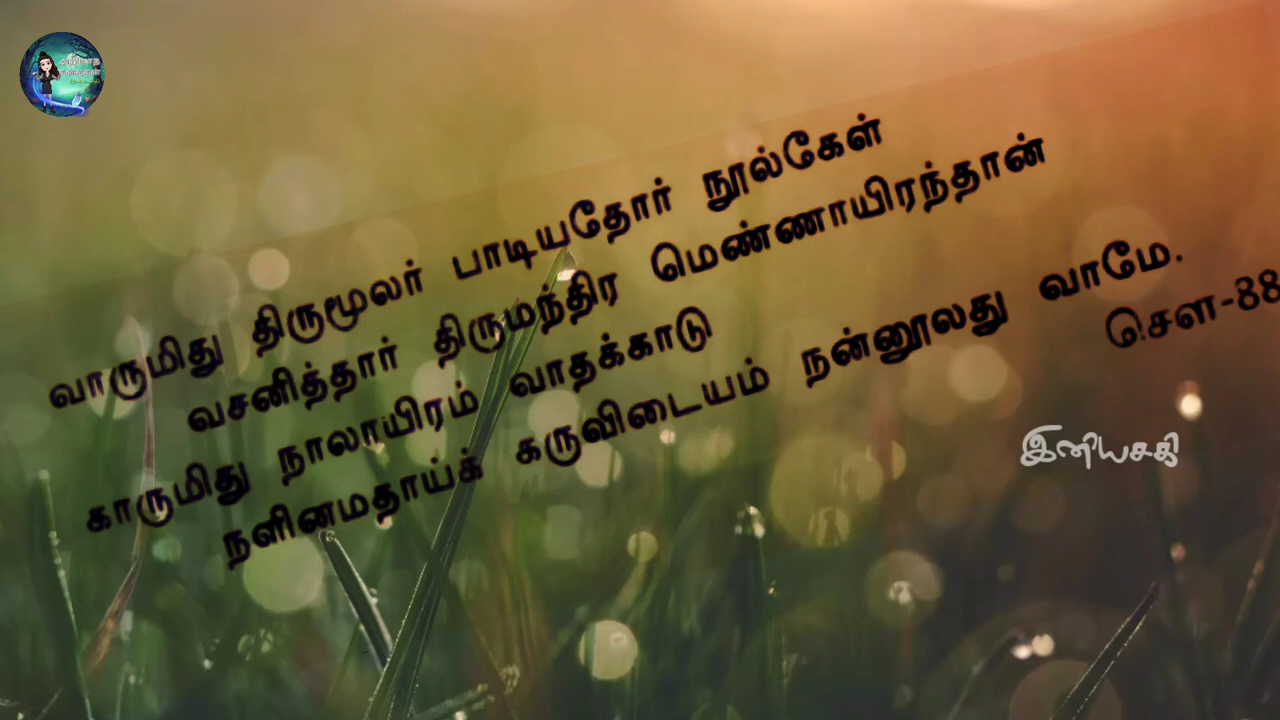 வாருமிது திருமூலர் பாடியதோர் நூல்கேள்
வசனித்தார் திருமந்திர மெண்ணாயிரந்தான்
காருமிது நாலாயிரம் வாதக்காடு
நளினமதாய்க் கருவிடையம் நன்னூலது வாமே.
செள-88
இனியசகி